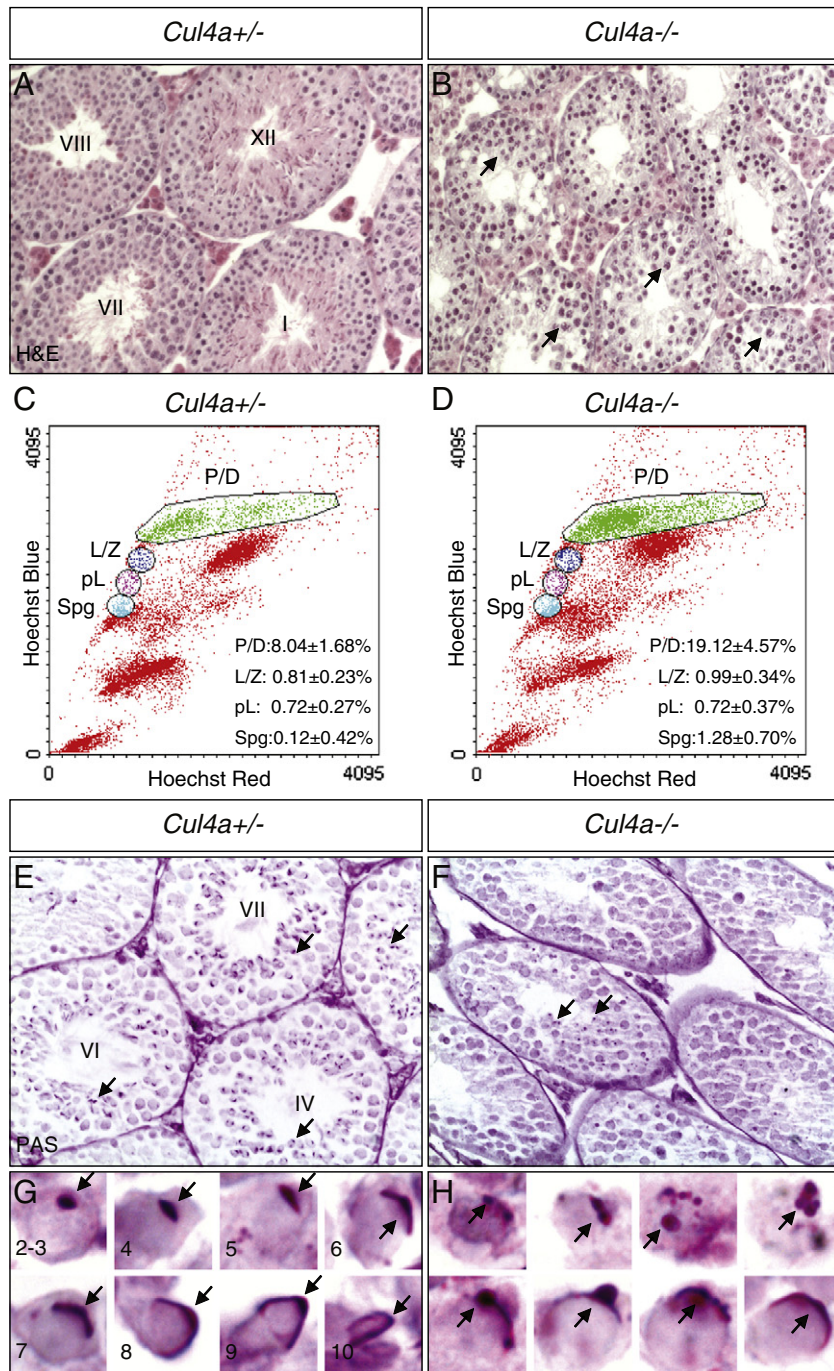 Cul4a+/-
Cul4a-/-
A
VIII
XII
VII
I
H&E
B
C
Cul4a+/-
4095
P/D
L/Z
pL
Spg
Hoechst Blue
P/D:8.04±1.68%
L/Z: 0.81±0.23%
pL: 0.72±0.27%
Spg:0.12±0.42%
0
0
Hoechst Red
4095
D
Cul4a-/-
4095
P/D
L/Z
pL
Spg
Hoechst Blue
P/D:19.12±4.57%
L/Z: 0.99±0.34%
pL: 0.72±0.37%
Spg:1.28±0.70%
0
0
Hoechst Red
4095
Cul4a+/-
Cul4a-/-
E
VII
VI
IV
PAS
F
G
2-3
4
5
6
7
8
9
10
H